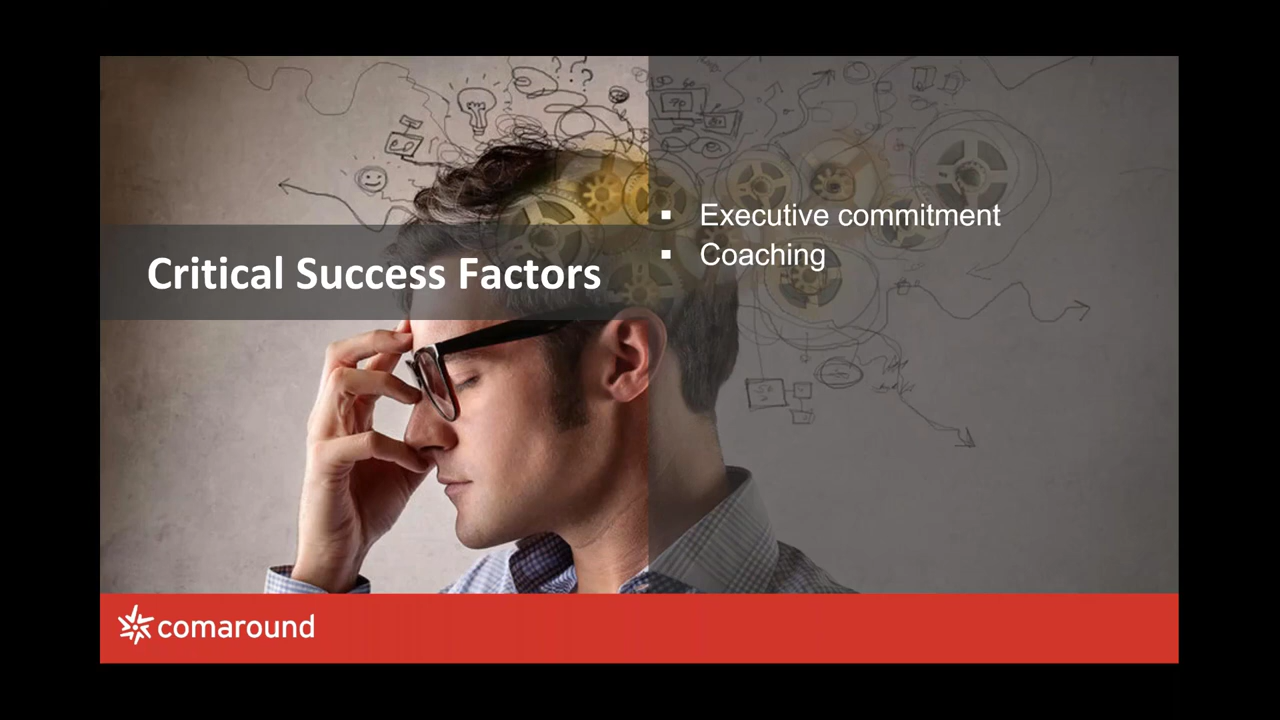 Critical Success Factors
▪ Executive commitment
▪ Coaching
comaround